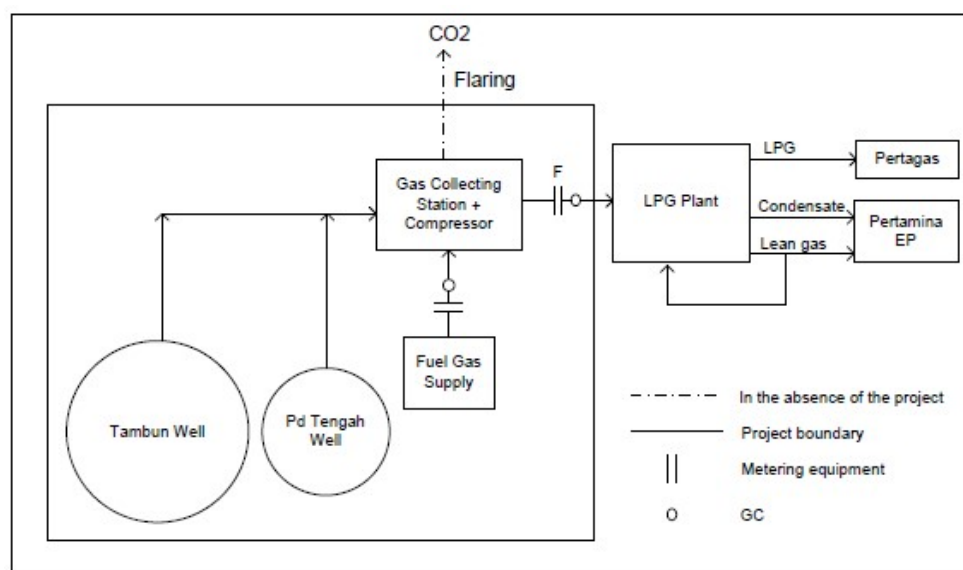 CO2
Flaring
Gas Collecting
Station +
Compressor
F
LPG Plant
LPG
Pertagas
Condensate
Pertamina
EP
Lean gas
Fuel Gas
Supply
Tambun Well
Pd Tengah
Well
In the absence of the project
Project boundary
Metering equipment
GC